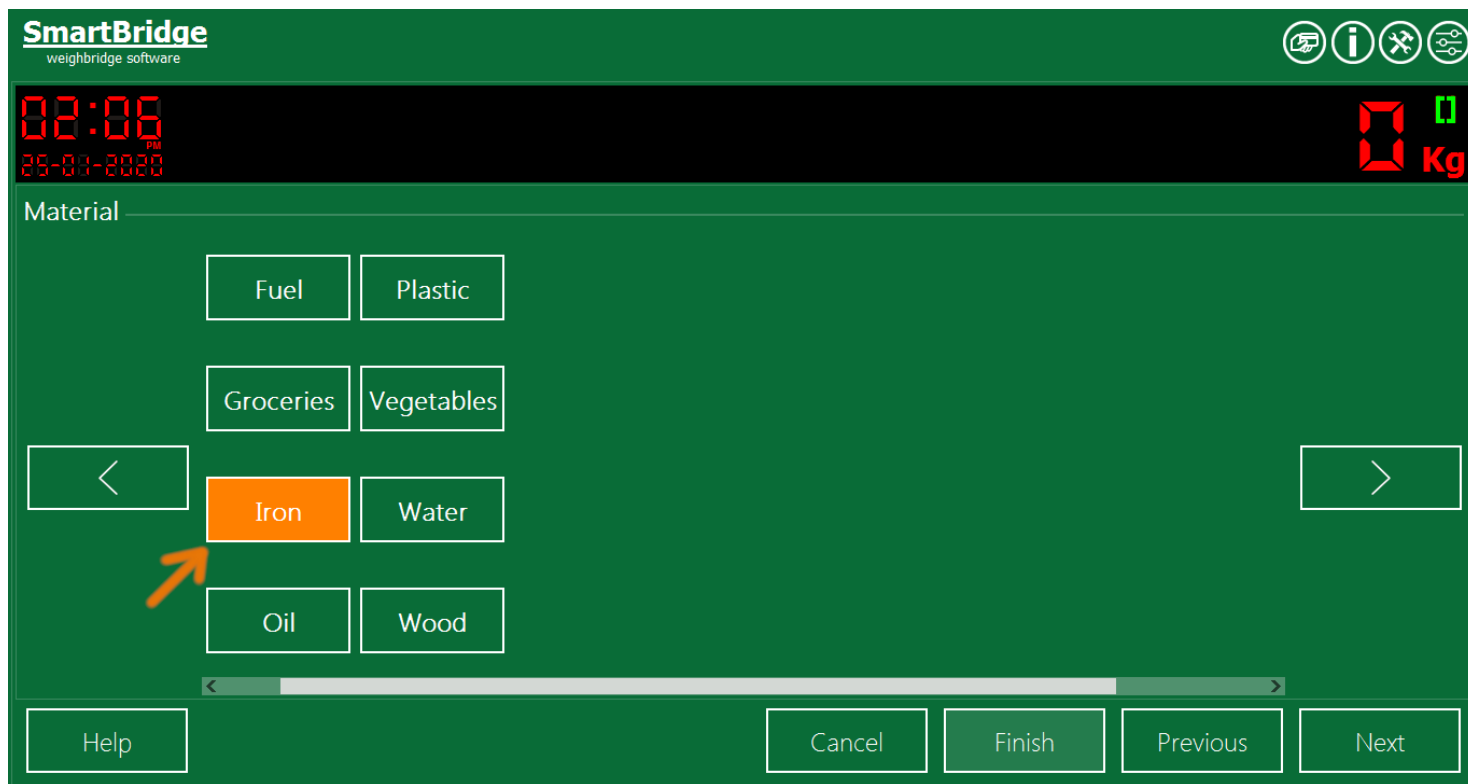 SmartBridge
weighbridge software
02:06
PM
25-01-2020
0
[]
Kg
Material
Fuel
Plastic
Groceries
Vegetables
<
Iron
Water
>
Oil
Wood
Help
Cancel
Finish
Previous
Next